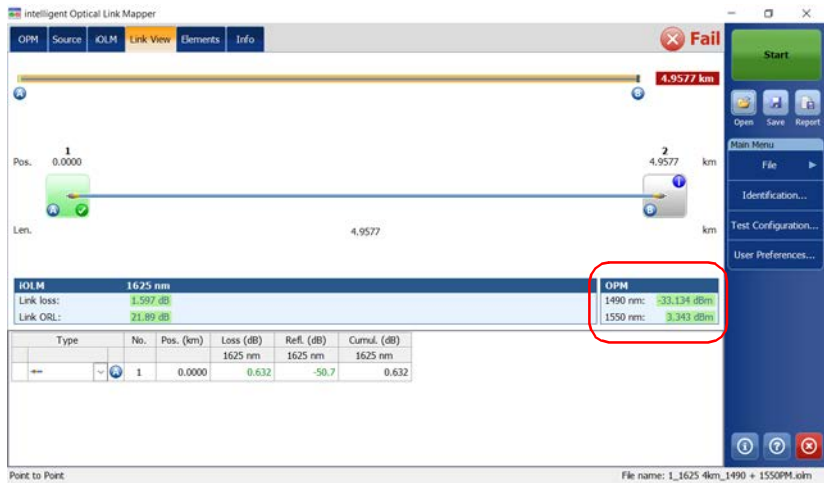 intelligent Optical Link Mapper
OPM Source iOLM Link View Elements Info
Fail
Start
4.9577 km
A B
Open Save Report
Main Menu
1 2
Pos. 0.0000 4.9577 km
File
Identification...
A B
Len. 4.9577 km
Test Configuration...
User Preferences...
iOLM 1625 nm OPM
Link loss: 1.597 dB 1490 nm: -33.134 dBm
Link ORL: 21.89 dB 1550 nm: 3.343 dBm
Type No. Pos. (km) Loss (dB) Refl. (dB) Cumul. (dB)
1625 nm 1625 nm 1625 nm
A 1 0.0000 0.632 -50.7 0.632
Point to Point File name: 1_1625 4km_1490 + 1550PM.iolm